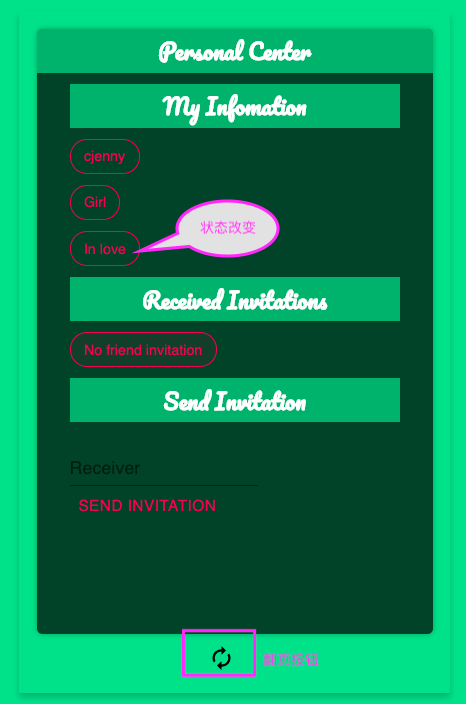 Personal Center
My Infomation
cjenny
Girl
In love
状态改变
Received Invitations
No friend invitation
Send Invitation
Receiver
SEND INVITATION
翻页按钮